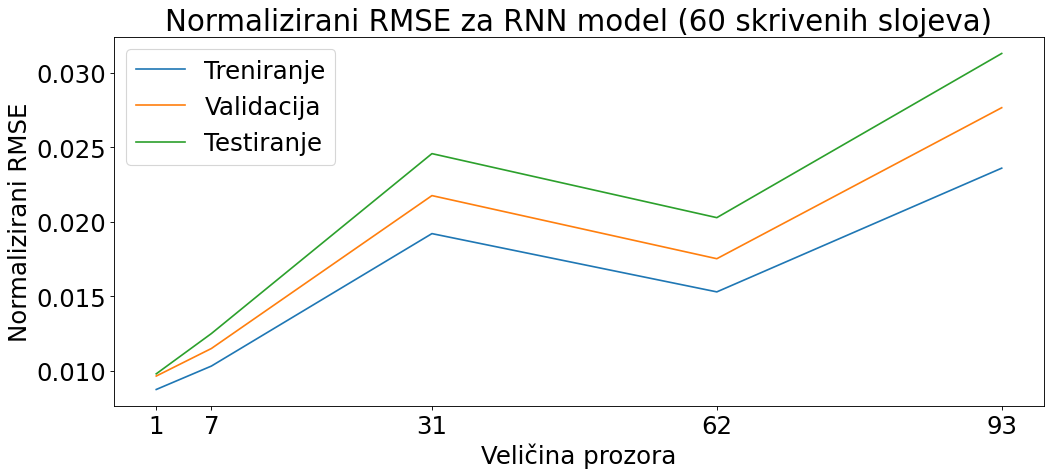 Normalizirani RMSE za RNN model (60 skrivenih slojeva)
Treniranje
Validacija
Testiranje
Normalizirani RMSE
0.030
0.025
0.020
0.015
0.010
1 7 31 62 93
Veličina prozora